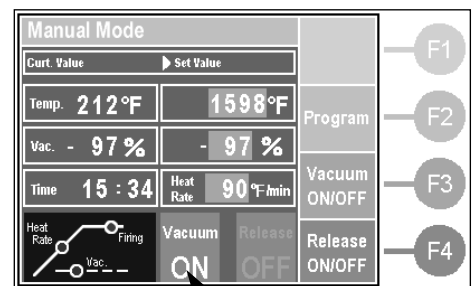 Manual Mode
Curt. Value Set Value
Temp. 212°F 1598°F
Vac. - 97 % - 97 %
Time 15 : 34 Heat Rate 90 °F/min
Heat Rate Firing Vac.
Vacuum ON
Release OFF
Program
Vacuum ON/OFF
Release ON/OFF
F1
F2
F3
F4